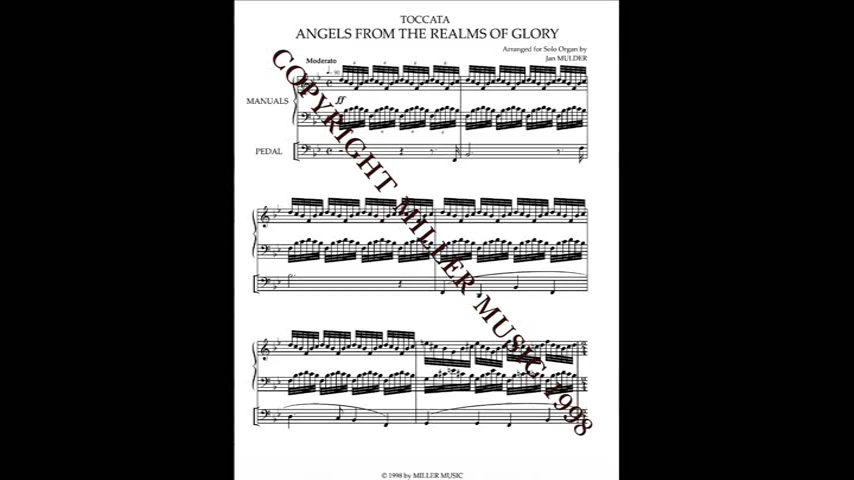 TOCCATA
ANGELS FROM THE REALMS OF GLORY
Arranged for Solo Organ by
Jan MULDER
Moderato
MANUALS
ff
PEDAL
COPYRIGHT MILLER MUSIC 1998
© 1998 by MILLER MUSIC